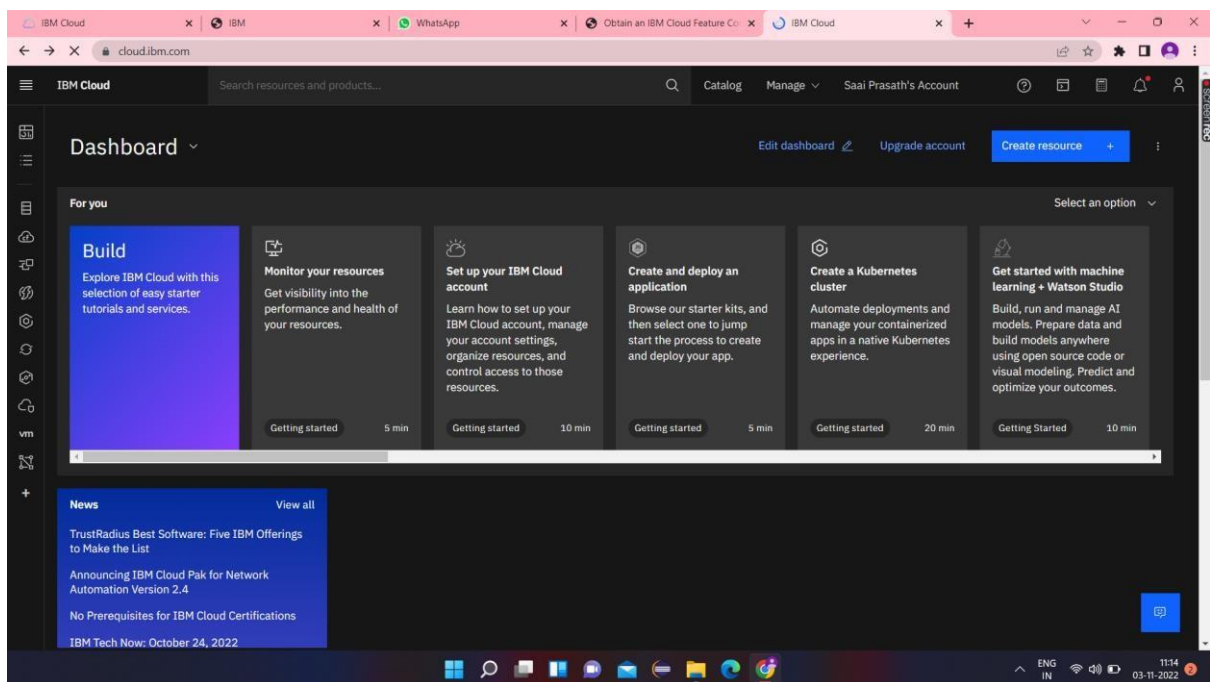 IBM Cloud
IBM
WhatsApp
Obtain an IBM Cloud Feature Co
IBM Cloud
cloud.ibm.com
IBM Cloud
Search resources and products...
Catalog
Manage
Saai Prasath's Account
screenrec
Dashboard
Edit dashboard
Upgrade account
Create resource +
For you
Select an option
Build
Explore IBM Cloud with this
selection of easy starter
tutorials and services.
Monitor your resources
Get visibility into the
performance and health of
your resources.
Getting started
5 min
Set up your IBM Cloud
account
Learn how to set up your
IBM Cloud account, manage
your account settings,
organize resources, and
control access to those
resources.
Getting started
10 min
Create and deploy an
application
Browse our starter kits, and
then select one to jump
start the process to create
and deploy your app.
Getting started
5 min
Create a Kubernetes
cluster
Automate deployments and
manage your containerized
apps in a native Kubernetes
experience.
Getting started
20 min
Get started with machine
learning + Watson Studio
Build, run and manage AI
models. Prepare data and
build models anywhere
using open source code or
visual modeling. Predict and
optimize your outcomes.
Getting Started
10 min
vm
News
View all
TrustRadius Best Software: Five IBM Offerings
to Make the List
Announcing IBM Cloud Pak for Network
Automation Version 2.4
No Prerequisites for IBM Cloud Certifications
IBM Tech Now: October 24, 2022
ENG
IN
11:14
03-11-2022
2